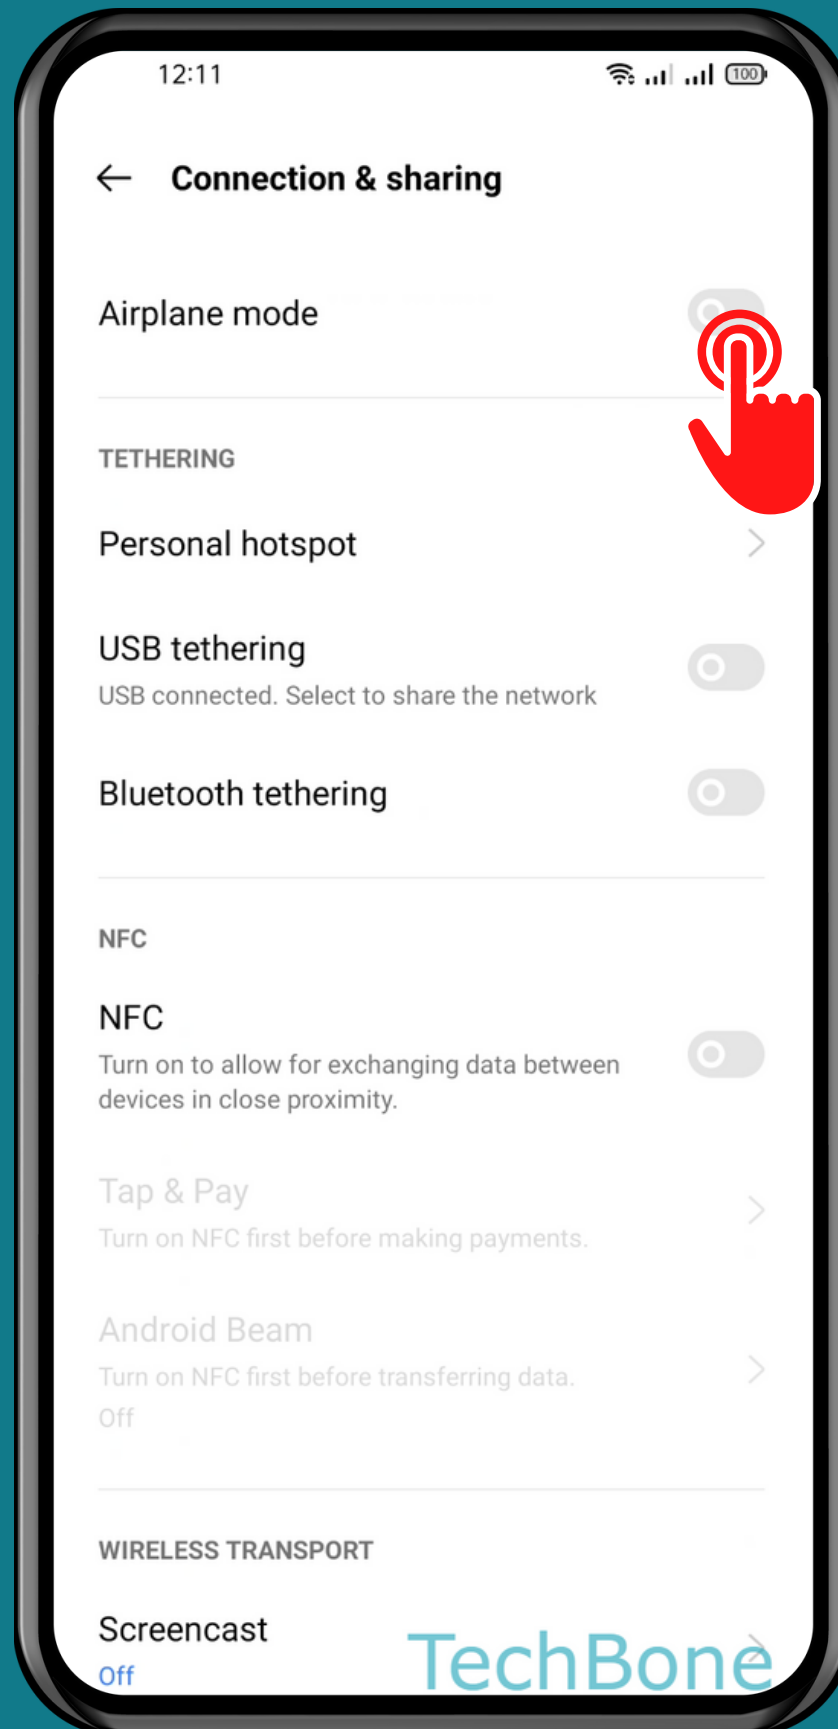 12:11
100
Connection & sharing
Airplane mode
TETHERING
Personal hotspot
USB tethering
USB connected. Select to share the network
Bluetooth tethering
NFC
NFC
Turn on to allow for exchanging data between
devices in close proximity.
Tap & Pay
Turn on NFC first before making payments.
Android Beam
Turn on NFC first before transferring data.
Off
WIRELESS TRANSPORT
Screencast
Off
TechBone